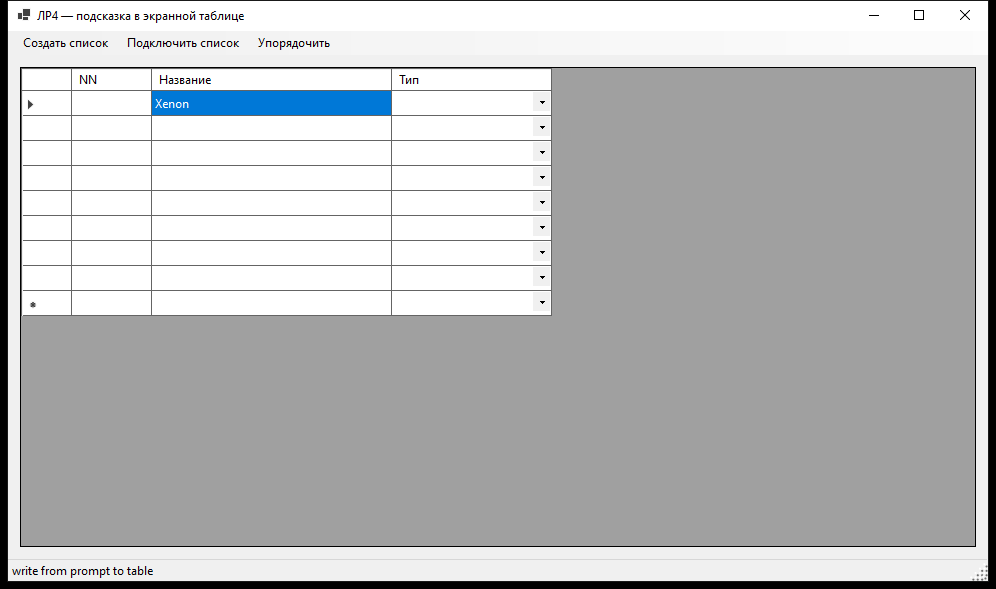 ЛР4 — подсказка в экранной таблице
Создать список Подключить список Упорядочить
NN Название Тип
Xenon
write from prompt to table